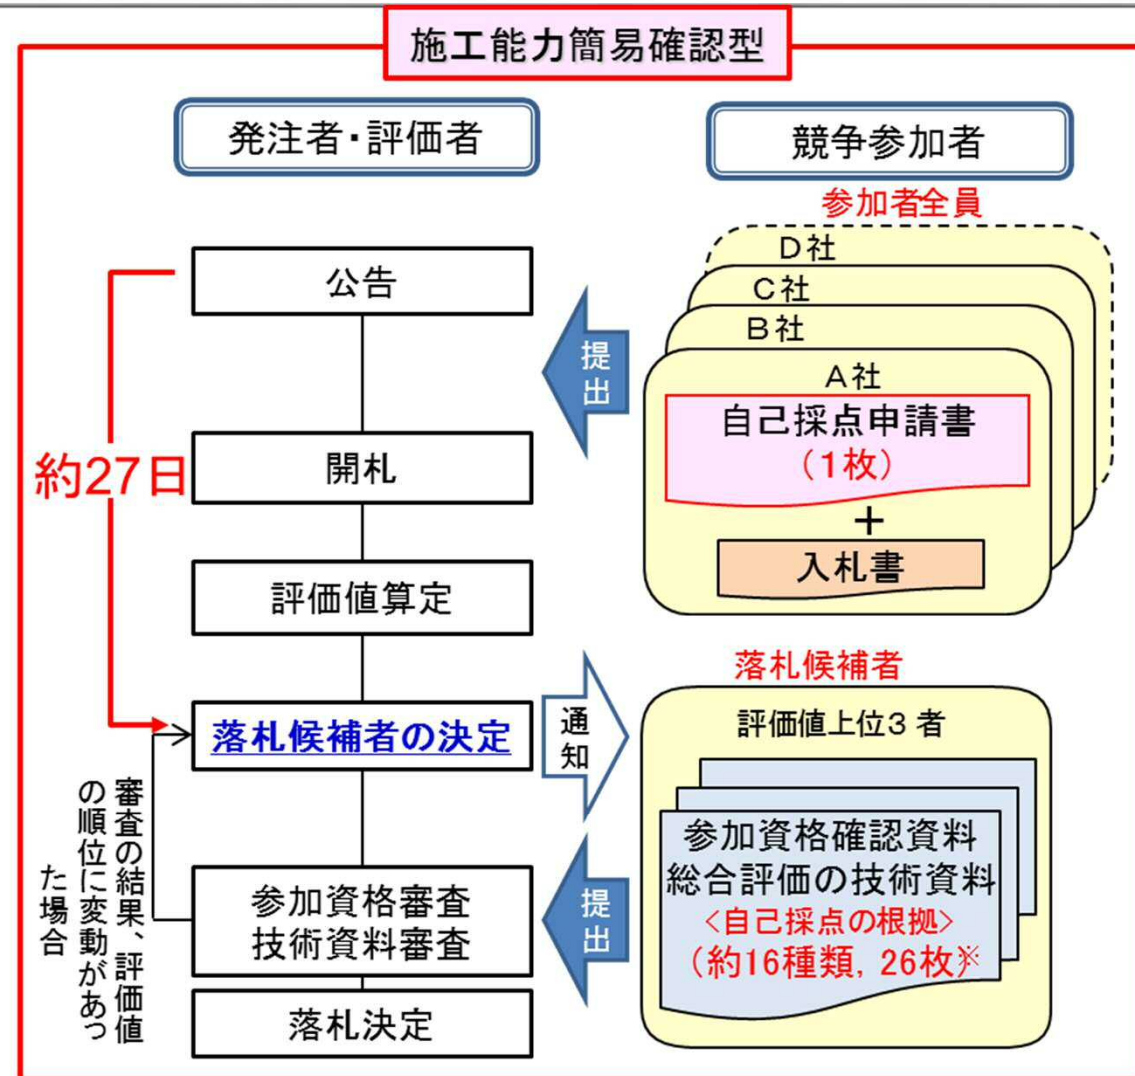 施工能力簡易確認型
発注者・評価者
競争参加者
参加者全員
D社
C社
B社
A社
自己採点申請書
（1枚）
＋
入札書
提出
公告
開札
約27日
評価値算定
落札候補者の決定
通知
落札候補者
評価値上位3者
参加資格確認資料
総合評価の技術資料
<自己採点の根拠>
（約16種類，26枚）※
提出
審査の結果、評価値
の順位に変動があっ
た場合
参加資格審査
技術資料審査
落札決定